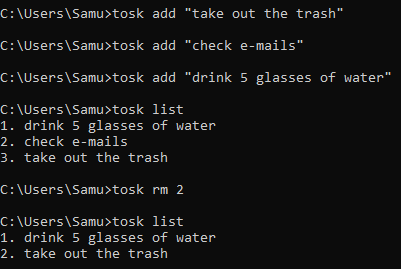 C:\Users\Samu>tosk add "take out the trash"
C:\Users\Samu>tosk add "check e-mails"
C:\Users\Samu>tosk add "drink 5 glasses of water"
C:\Users\Samu>tosk list
1. drink 5 glasses of water
2. check e-mails
3. take out the trash
C:\Users\Samu>tosk rm 2
C:\Users\Samu>tosk list
1. drink 5 glasses of water
2. take out the trash